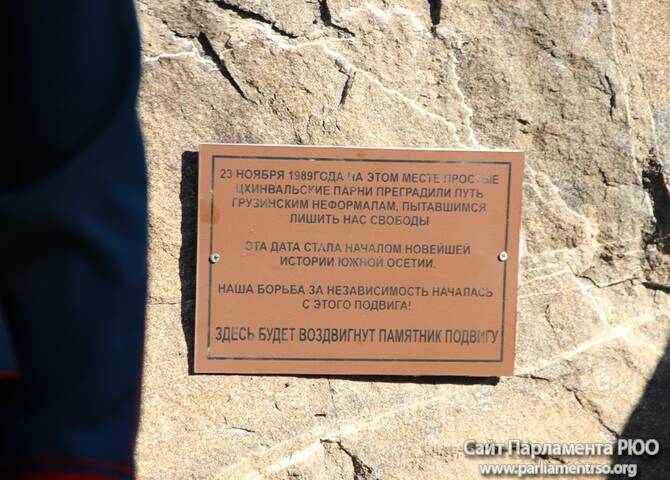 23 НОЯБРЯ 1989ГОДА НА ЭТОМ МЕСТЕ ПРОСТЫЕ
ЦХИНВАЛЬСКИЕ ПАРНИ ПРЕГРАДИЛИ ПУТЬ
ГРУЗИНСКИМ НЕФОРМАЛАМ, ПЫТАВШИМСЯ
ЛИШИТЬ НАС СВОБОДЫ
ЭТА ДАТА СТАЛА НАЧАЛОМ НОВЕЙШЕЙ
ИСТОРИИ ЮЖНОЙ ОСЕТИИ.
НАША БОРЬБА ЗА НЕЗАВИСИМОСТЬ НАЧАЛАСЬ
С ЭТОГО ПОДВИГА!
ЗДЕСЬ БУДЕТ ВОЗДВИГНУТ ПАМЯТНИК ПОДВИГУ
Сайт Парламента РЮО
www.parliamentrso.org